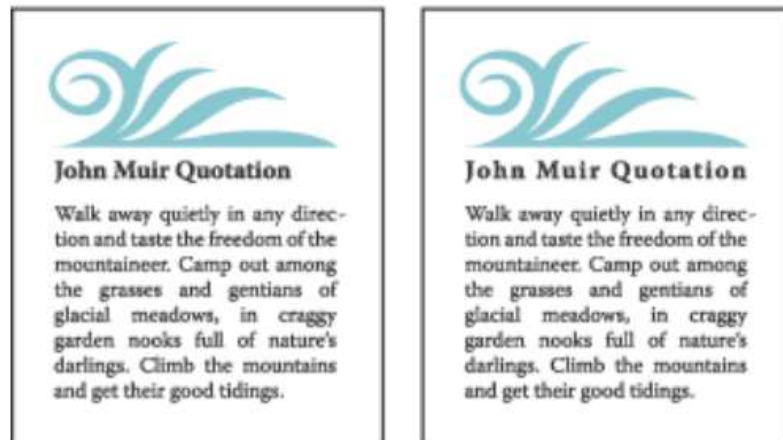 John Muir Quotation
Walk away quietly in any direc-
tion and taste the freedom of the
mountaineer. Camp out among
the grasses and gentians of
glacial meadows, in craggy
garden nooks full of nature's
darlings. Climb the mountains
and get their good tidings.
John Muir Quotation
Walk away quietly in any direc-
tion and taste the freedom of the
mountaineer. Camp out among
the grasses and gentians of
glacial meadows, in craggy
garden nooks full of nature's
darlings. Climb the mountains
and get their good tidings.